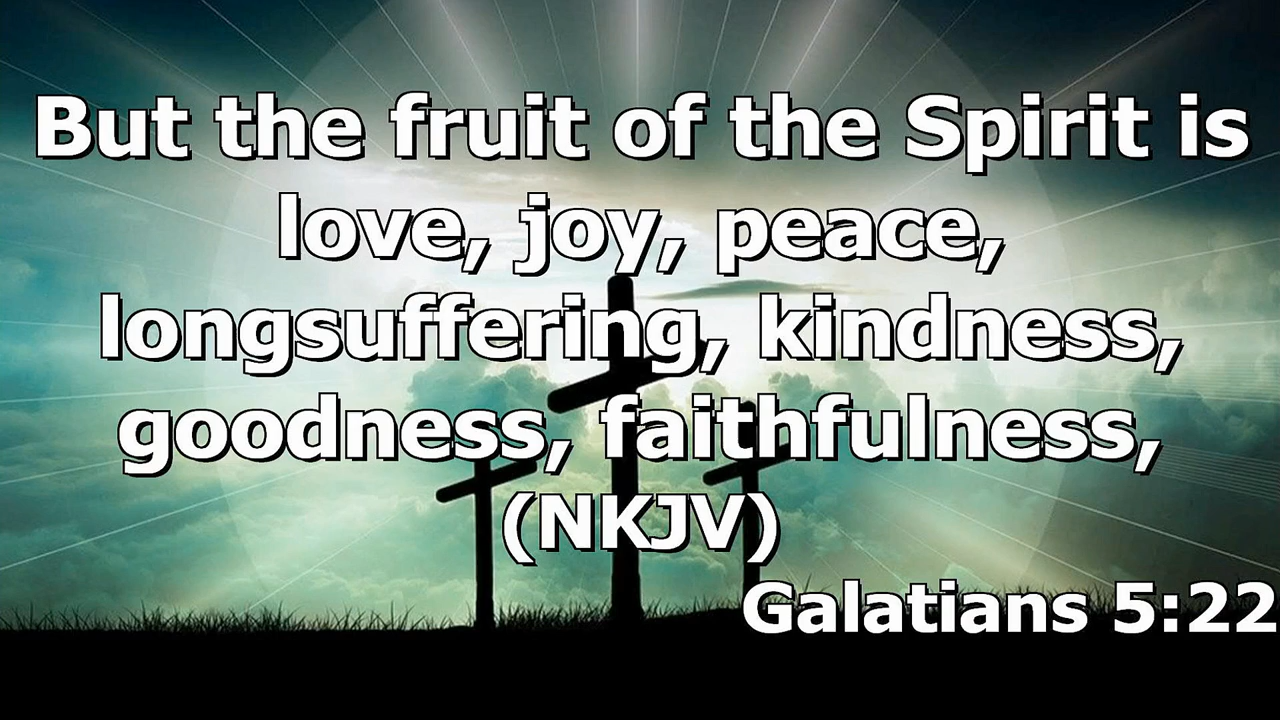 But the fruit of the Spirit is
love, joy, peace,
longsuffering, kindness,
goodness, faithfulness,
(NKJV)
Galatians 5:22